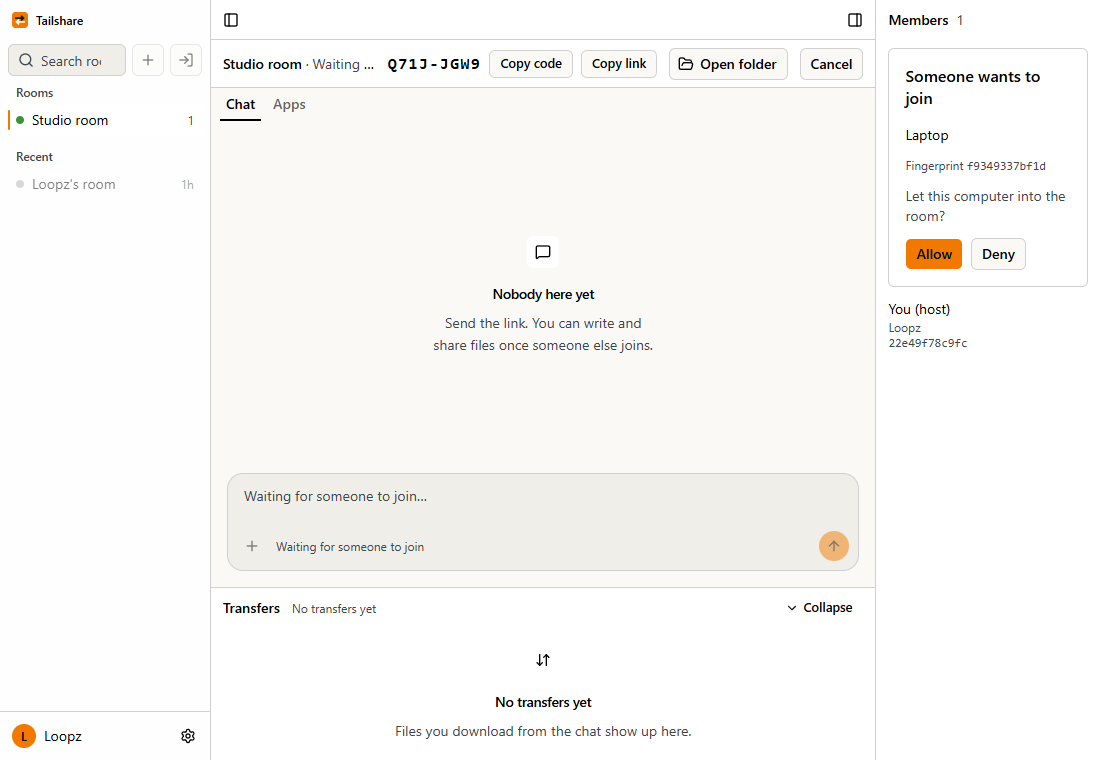 Tailshare
Search ro
Rooms
Studio room 1
Recent
Loopz's room 1h
L Loopz
Studio room · Waiting ... Q71J-JGW9 Copy code Copy link Open folder Cancel
Chat Apps
Nobody here yet
Send the link. You can write and
share files once someone else joins.
Waiting for someone to join...
Waiting for someone to join
Transfers No transfers yet Collapse
No transfers yet
Files you download from the chat show up here.
Members 1
Someone wants to
join
Laptop
Fingerprint f9349337bf1d
Let this computer into the
room?
Allow Deny
You (host)
Loopz
22e49f78c9fc